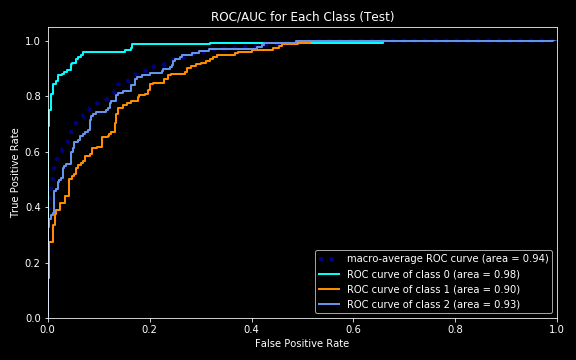 ROC/AUC for Each Class (Test)
1.0
0.8
0.6
0.4
0.2
0.0
True Positive Rate
macro-average ROC curve (area = 0.94)
ROC curve of class 0 (area = 0.98)
ROC curve of class 1 (area = 0.90)
ROC curve of class 2 (area = 0.93)
0.0 0.2 0.4 0.6 0.8 1.0
False Positive Rate